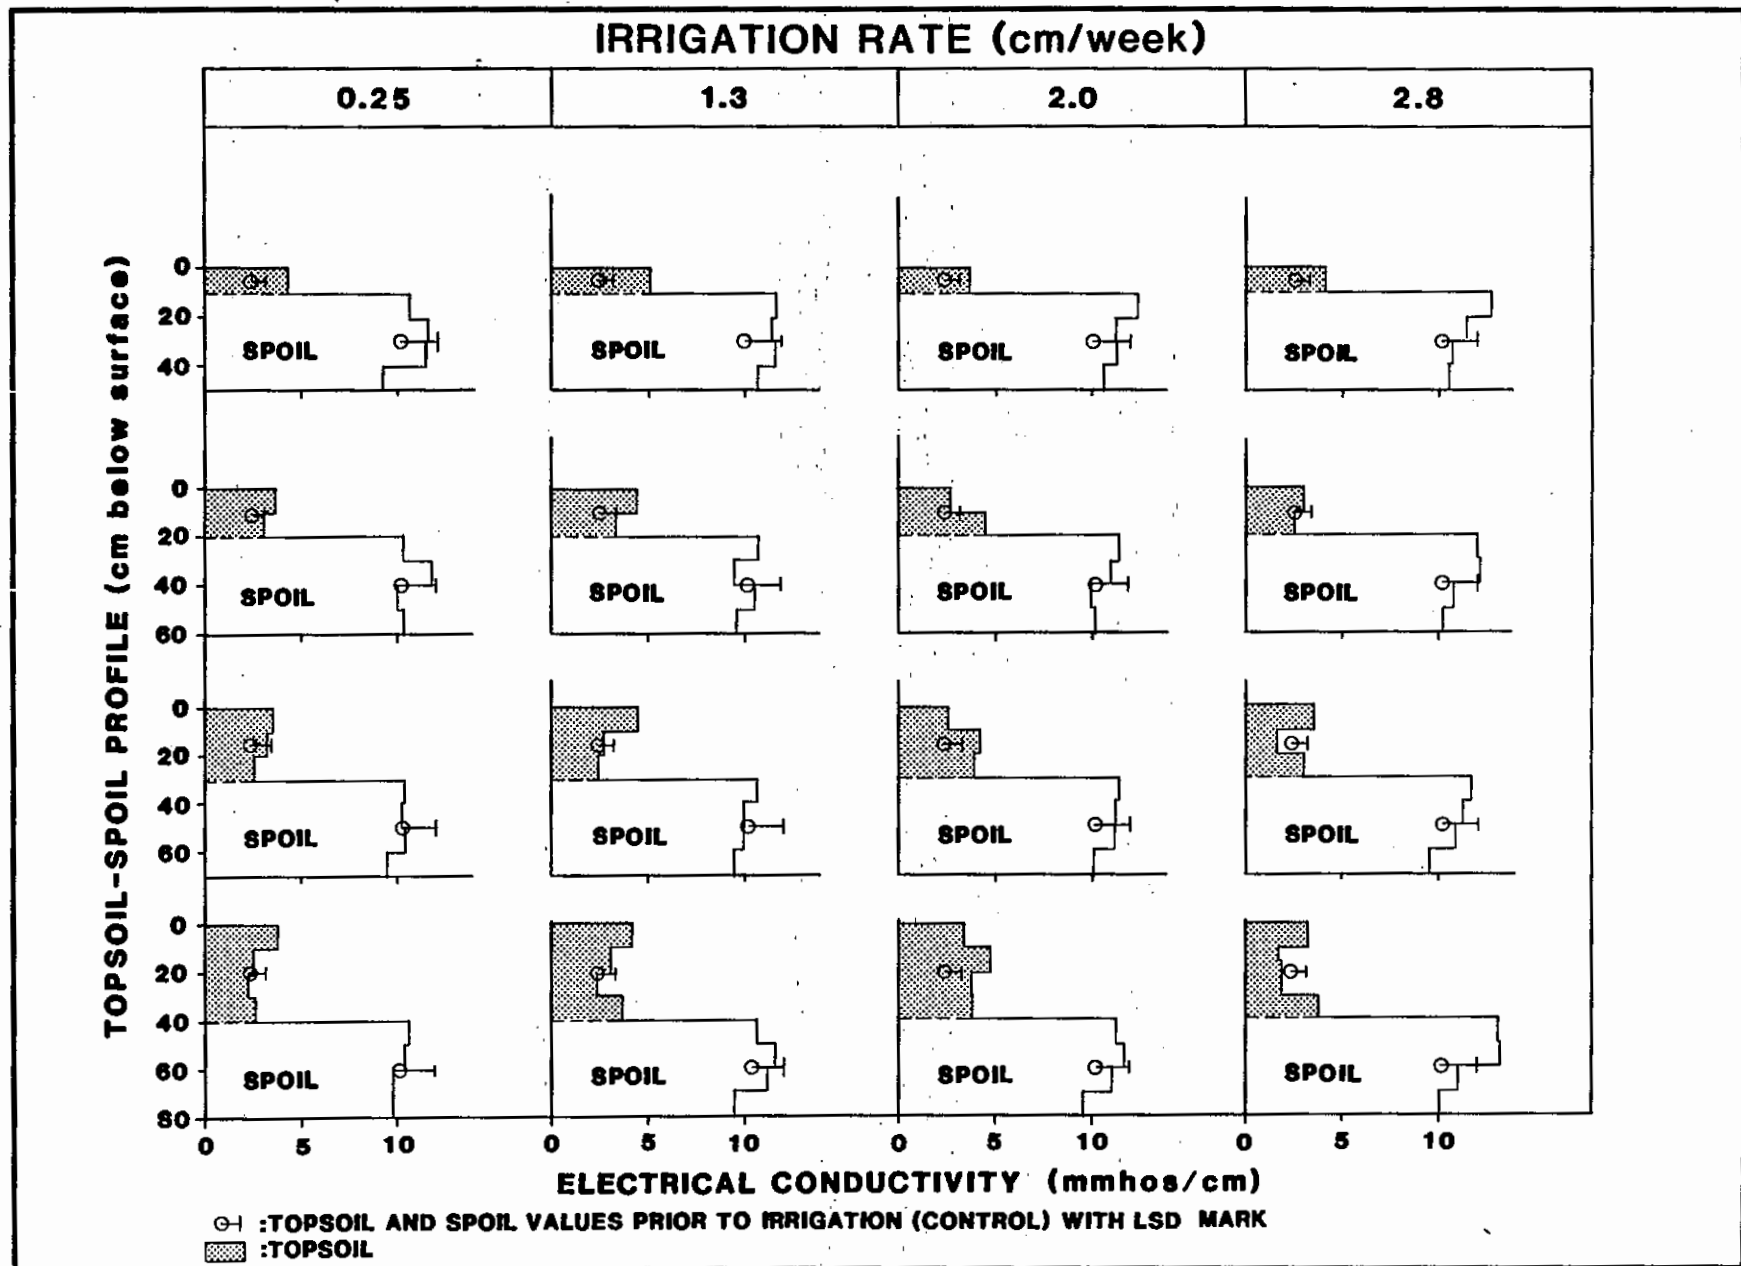 IRRIGATION RATE (cm/week)
0.25 1.3 2.0 2.8
TOPSOIL-SPOIL PROFILE (cm below surface)
0
20
40
SPOIL SPOIL SPOIL SPOIL
0
20
40
60
SPOIL SPOIL SPOIL SPOIL
0
20
40
60
SPOIL SPOIL SPOIL SPOIL
0
20
40
60
80
SPOIL SPOIL SPOIL SPOIL
0 5 10 0 5 10 0 5 10 0 5 10
ELECTRICAL CONDUCTIVITY (mmhos/cm)
:TOPSOIL AND SPOIL VALUES PRIOR TO IRRIGATION (CONTROL) WITH LSD MARK
:TOPSOIL